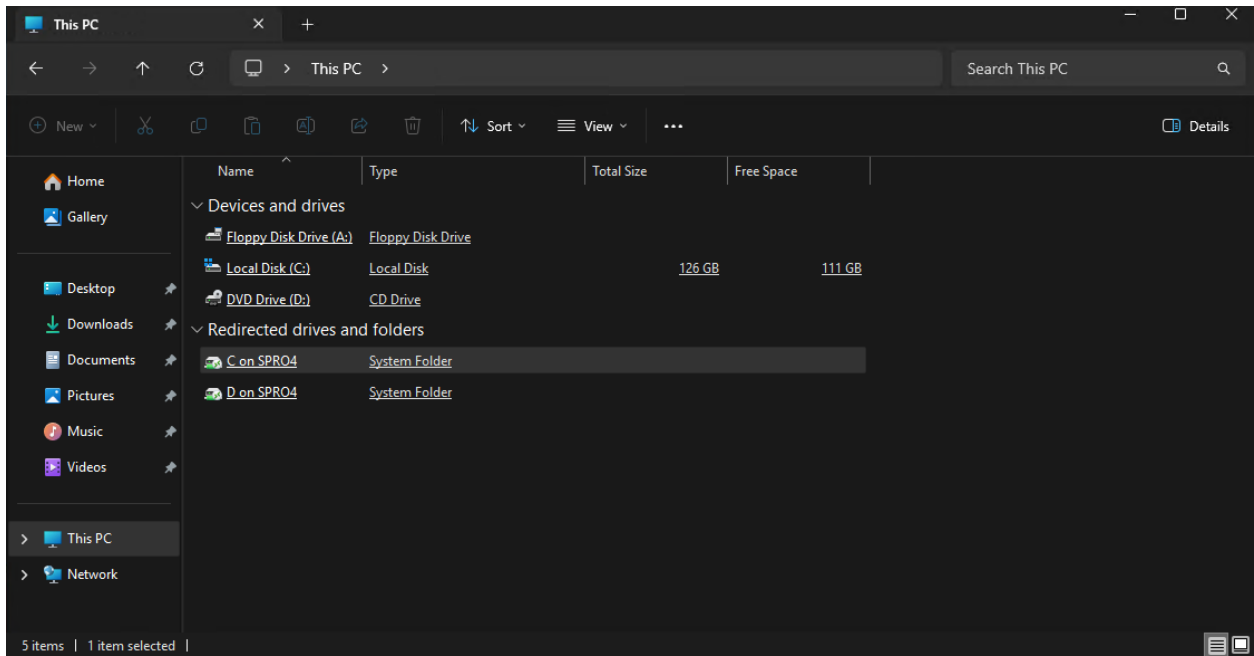 This PC
This PC
Search This PC
New
Sort
View
Details
Name Type Total Size Free Space
Home
Gallery
Desktop
Downloads
Documents
Pictures
Music
Videos
This PC
Network
Devices and drives
Floppy Disk Drive (A:) Floppy Disk Drive
Local Disk (C:) Local Disk 126 GB 111 GB
DVD Drive (D:) CD Drive
Redirected drives and folders
C on SPRO4 System Folder
D on SPRO4 System Folder
5 items | 1 item selected |